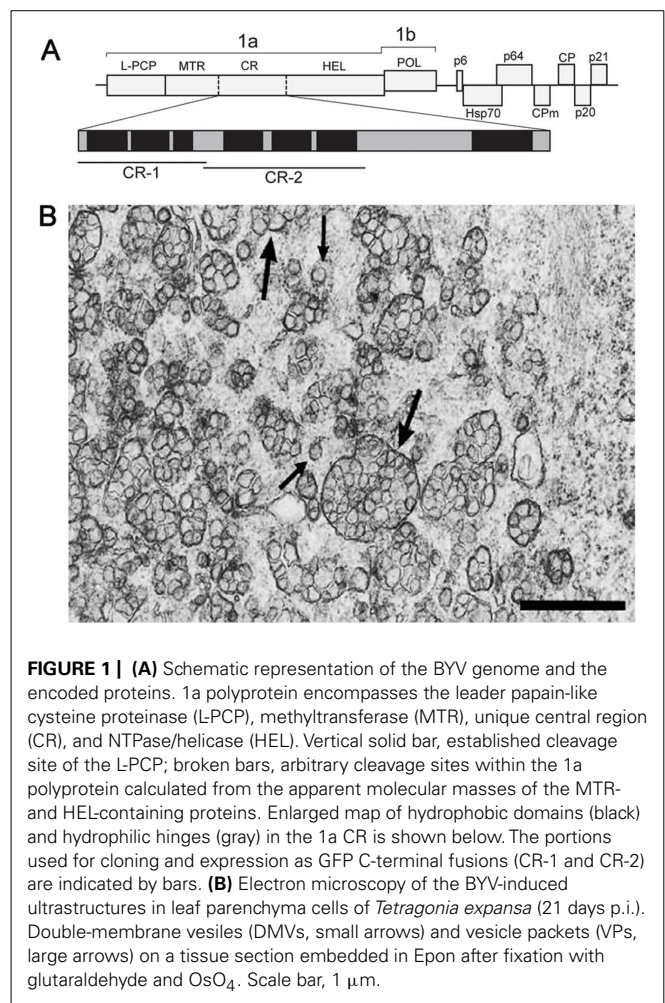 A
1a
1b
L-PCP MTR CR HEL POL p6 p64 CP p21
Hsp70 CPm p20
CR-1 CR-2
B
FIGURE 1 | (A) Schematic representation of the BYV genome and the
encoded proteins. 1a polyprotein encompasses the leader papain-like
cysteine proteinase (L-PCP), methyltransferase (MTR), unique central region
(CR), and NTPase/helicase (HEL). Vertical solid bar, established cleavage
site of the L-PCP; broken bars, arbitrary cleavage sites within the 1a
polyprotein calculated from the apparent molecular masses of the MTR-
and HEL-containing proteins. Enlarged map of hydrophobic domains (black)
and hydrophilic hinges (gray) in the 1a CR is shown below. The portions
used for cloning and expression as GFP C-terminal fusions (CR-1 and CR-2)
are indicated by bars. (B) Electron microscopy of the BYV-induced
ultrastructures in leaf parenchyma cells of Tetragonia expansa (21 days p.i.).
Double-membrane vesiles (DMVs, small arrows) and vesicle packets (VPs,
large arrows) on a tissue section embedded in Epon after fixation with
glutaraldehyde and OsO4. Scale bar, 1 μm.